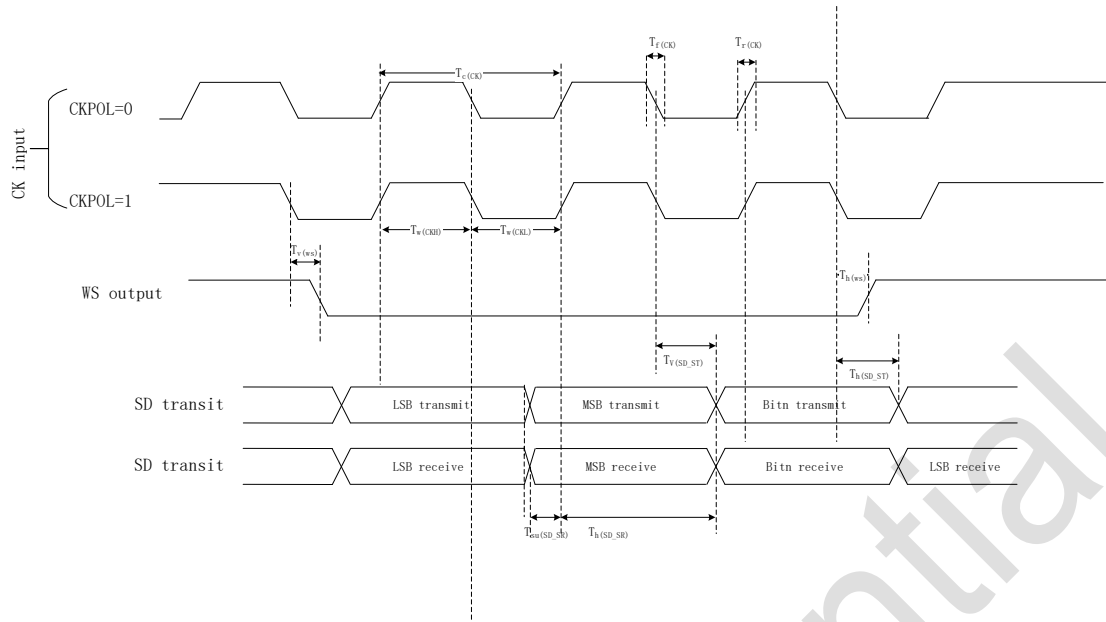 Tf(CK)
Tr(CK)
Tc(CK)
CKPOL=0
CK input
CKPOL=1
Tw(CKH)
Tw(CKL)
Tv(ws)
Th(ws)
WS output
TV(SD_ST)
Th(SD_ST)
SD transit
LSB transmit
MSB transmit
Bitn transmit
SD transit
LSB receive
MSB receive
Bitn receive
LSB receive
Tsu(SD_SR)
Th(SD_SR)
ntial